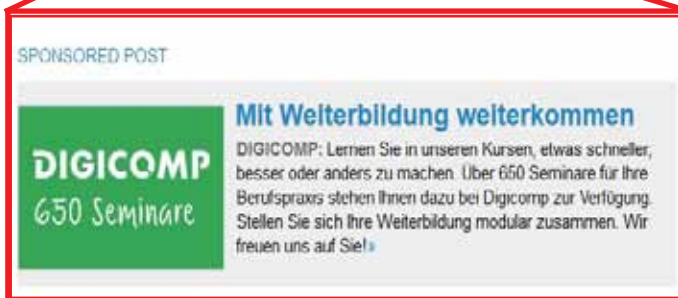 SPONSORED POST
DIGICOMP
650 Seminare
Mit Weiterbildung weiterkommen
DIGICOMP: Lernen Sie in unseren Kursen, etwas schneller,
besser oder anders zu machen. Über 650 Seminare für Ihre
Berufspraxis stehen Ihnen dazu bei Digicomp zur Verfügung.
Stellen Sie sich Ihre Weiterbildung modular zusammen. Wir
freuen uns auf Sie!»